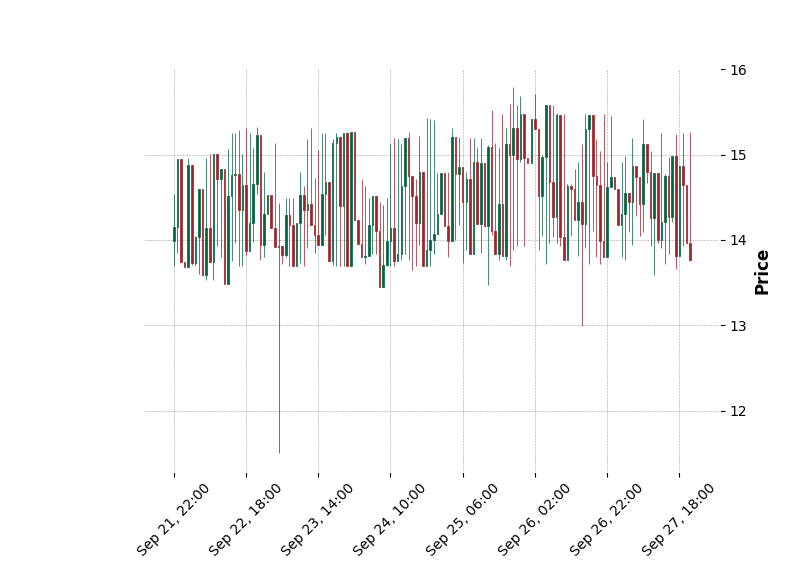 16
15
14
13
12
Price
Sep 21, 22:00
Sep 22, 18:00
Sep 23, 14:00
Sep 24, 10:00
Sep 25, 06:00
Sep 26, 02:00
Sep 26, 22:00
Sep 27, 18:00